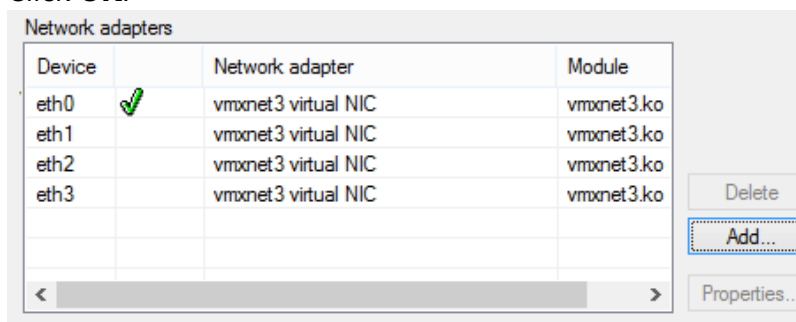 Network adapters
Device Network adapter Module
eth0 vmxnet3 virtual NIC vmxnet3.ko
eth1 vmxnet3 virtual NIC vmxnet3.ko
eth2 vmxnet3 virtual NIC vmxnet3.ko
eth3 vmxnet3 virtual NIC vmxnet3.ko
Delete
Add...
Properties..